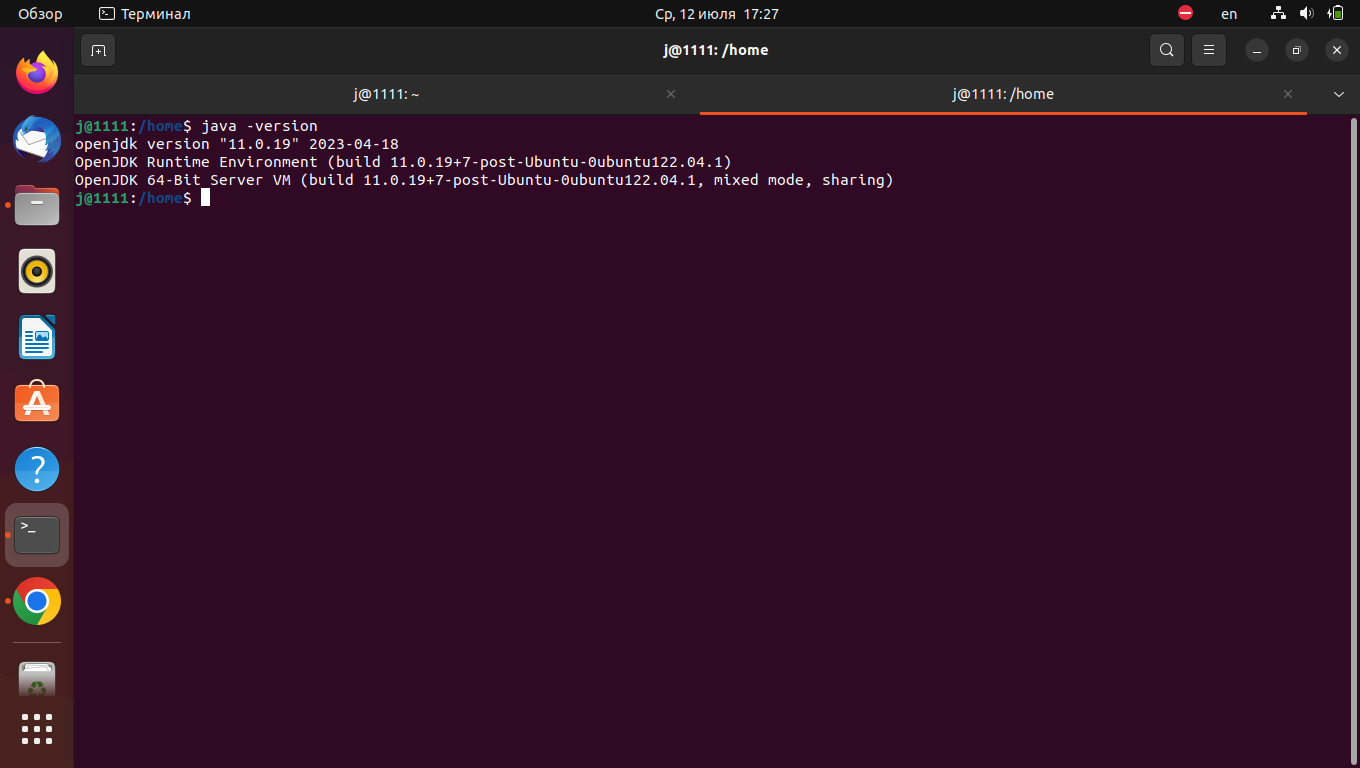 Обзор
Терминал
Ср, 12 июля 17:27
en
j@1111: /home
j@1111: ~
j@1111: /home
j@1111:/home$ java -version
openjdk version "11.0.19" 2023-04-18
OpenJDK Runtime Environment (build 11.0.19+7-post-Ubuntu-0ubuntu122.04.1)
OpenJDK 64-Bit Server VM (build 11.0.19+7-post-Ubuntu-0ubuntu122.04.1, mixed mode, sharing)
j@1111:/home$